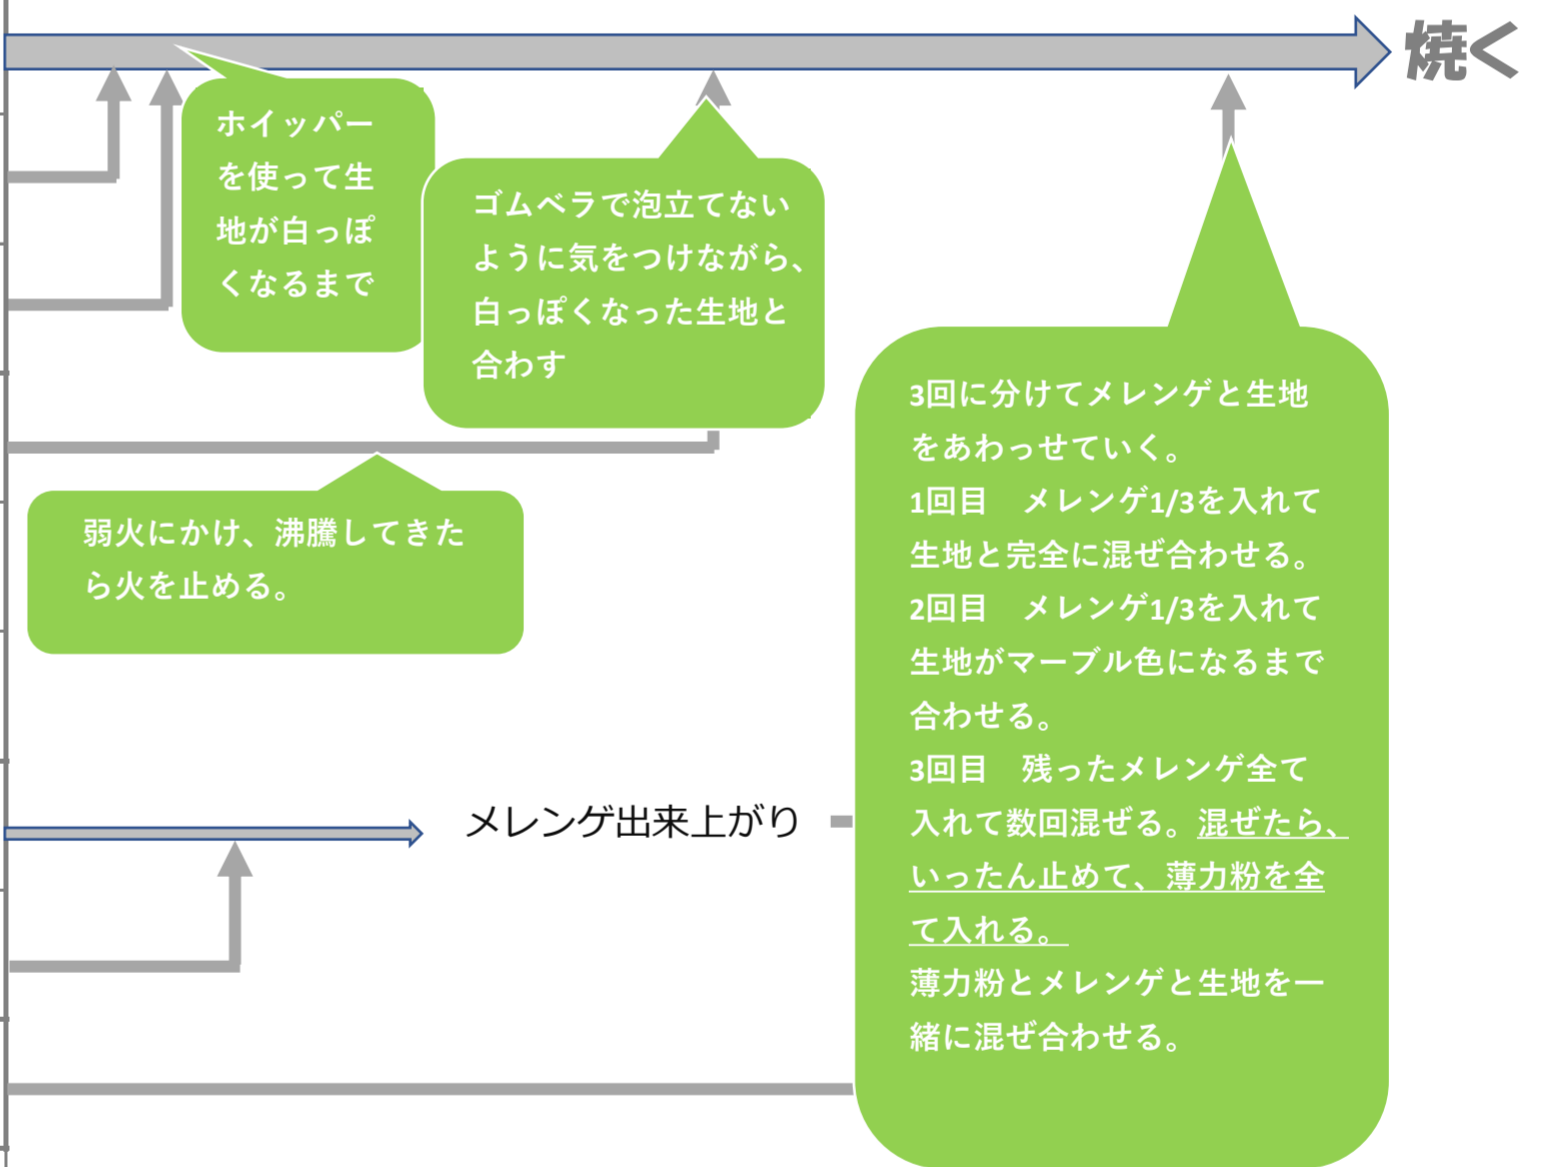 焼く
ホイッパー
を使って生
地が白っぽ
くなるまで
ゴムベラで泡立てない
ように気をつけながら、
白っぽくなった生地と
合わす
弱火にかけ、沸騰してきた
ら火を止める。
メレンゲ出来上がり
3回に分けてメレンゲと生地
をあわっせていく。
1回目　メレンゲ1/3を入れて
生地と完全に混ぜ合わせる。
2回目　メレンゲ1/3を入れて
生地がマーブル色になるまで
合わせる。
3回目　残ったメレンゲ全て
入れて数回混ぜる。混ぜたら、
いったん止めて、薄力粉を全
て入れる。
薄力粉とメレンゲと生地を一
緒に混ぜ合わせる。